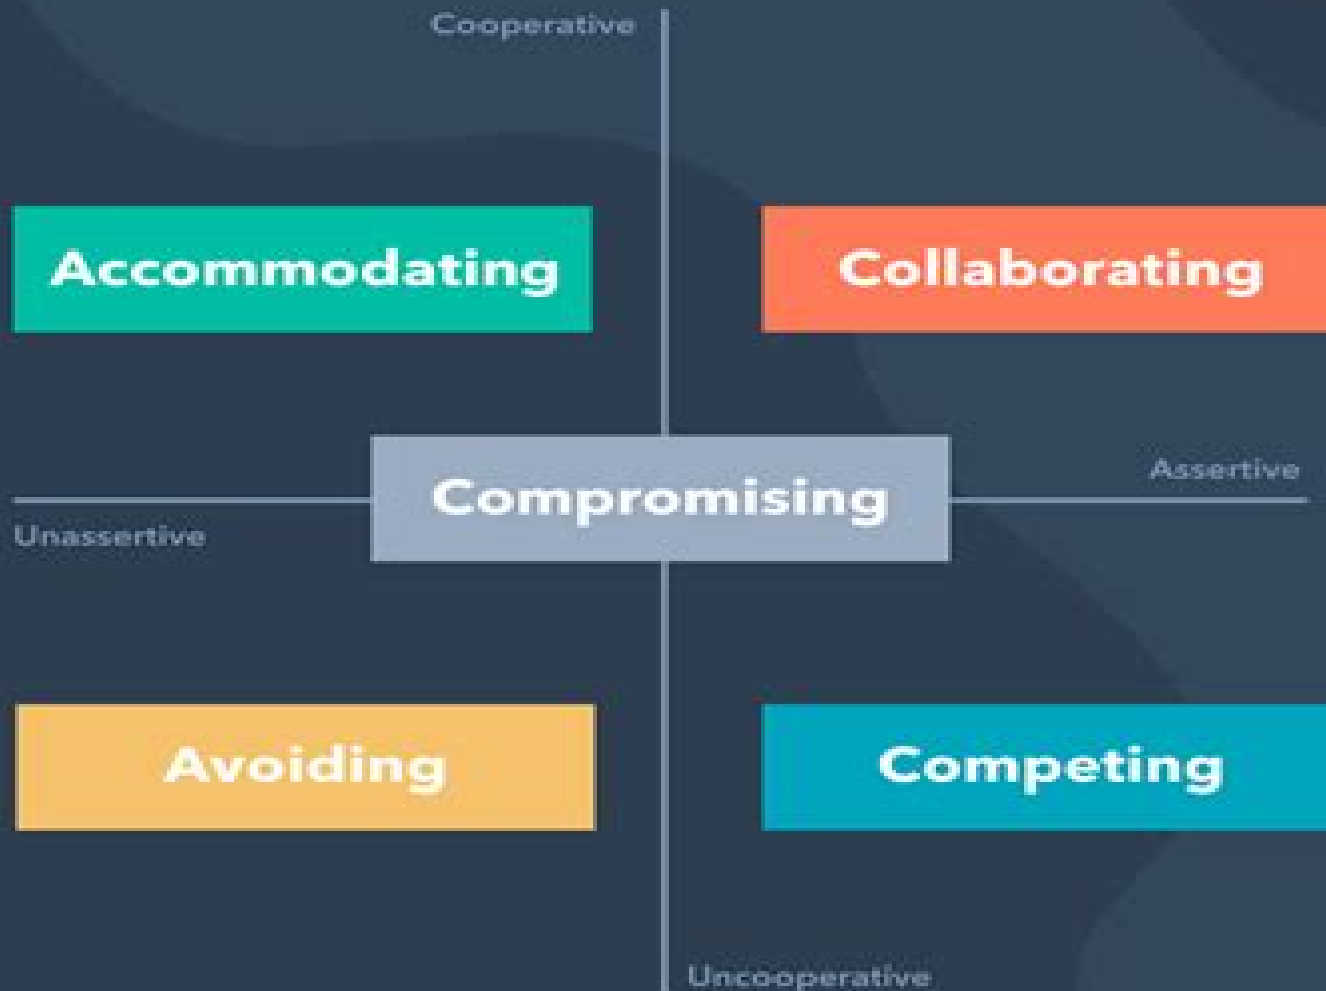 Cooperative
Accommodating
Collaborating
Compromising
Assertive
Unassertive
Avoiding
Competing
Uncooperative